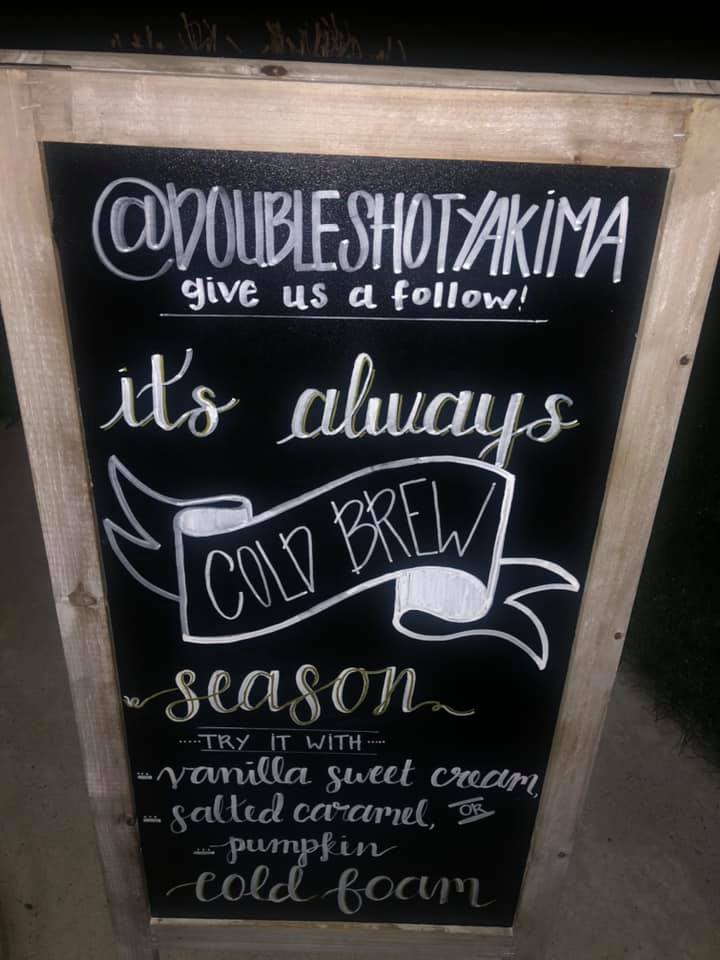 @DOUBLESHOTYAKiMA
give us a follow!
it's always
COLD BREW
season
.....TRY IT WITH.....
...vanilla sweet cream,
...salted caramel, OR
...pumpkin
cold foam